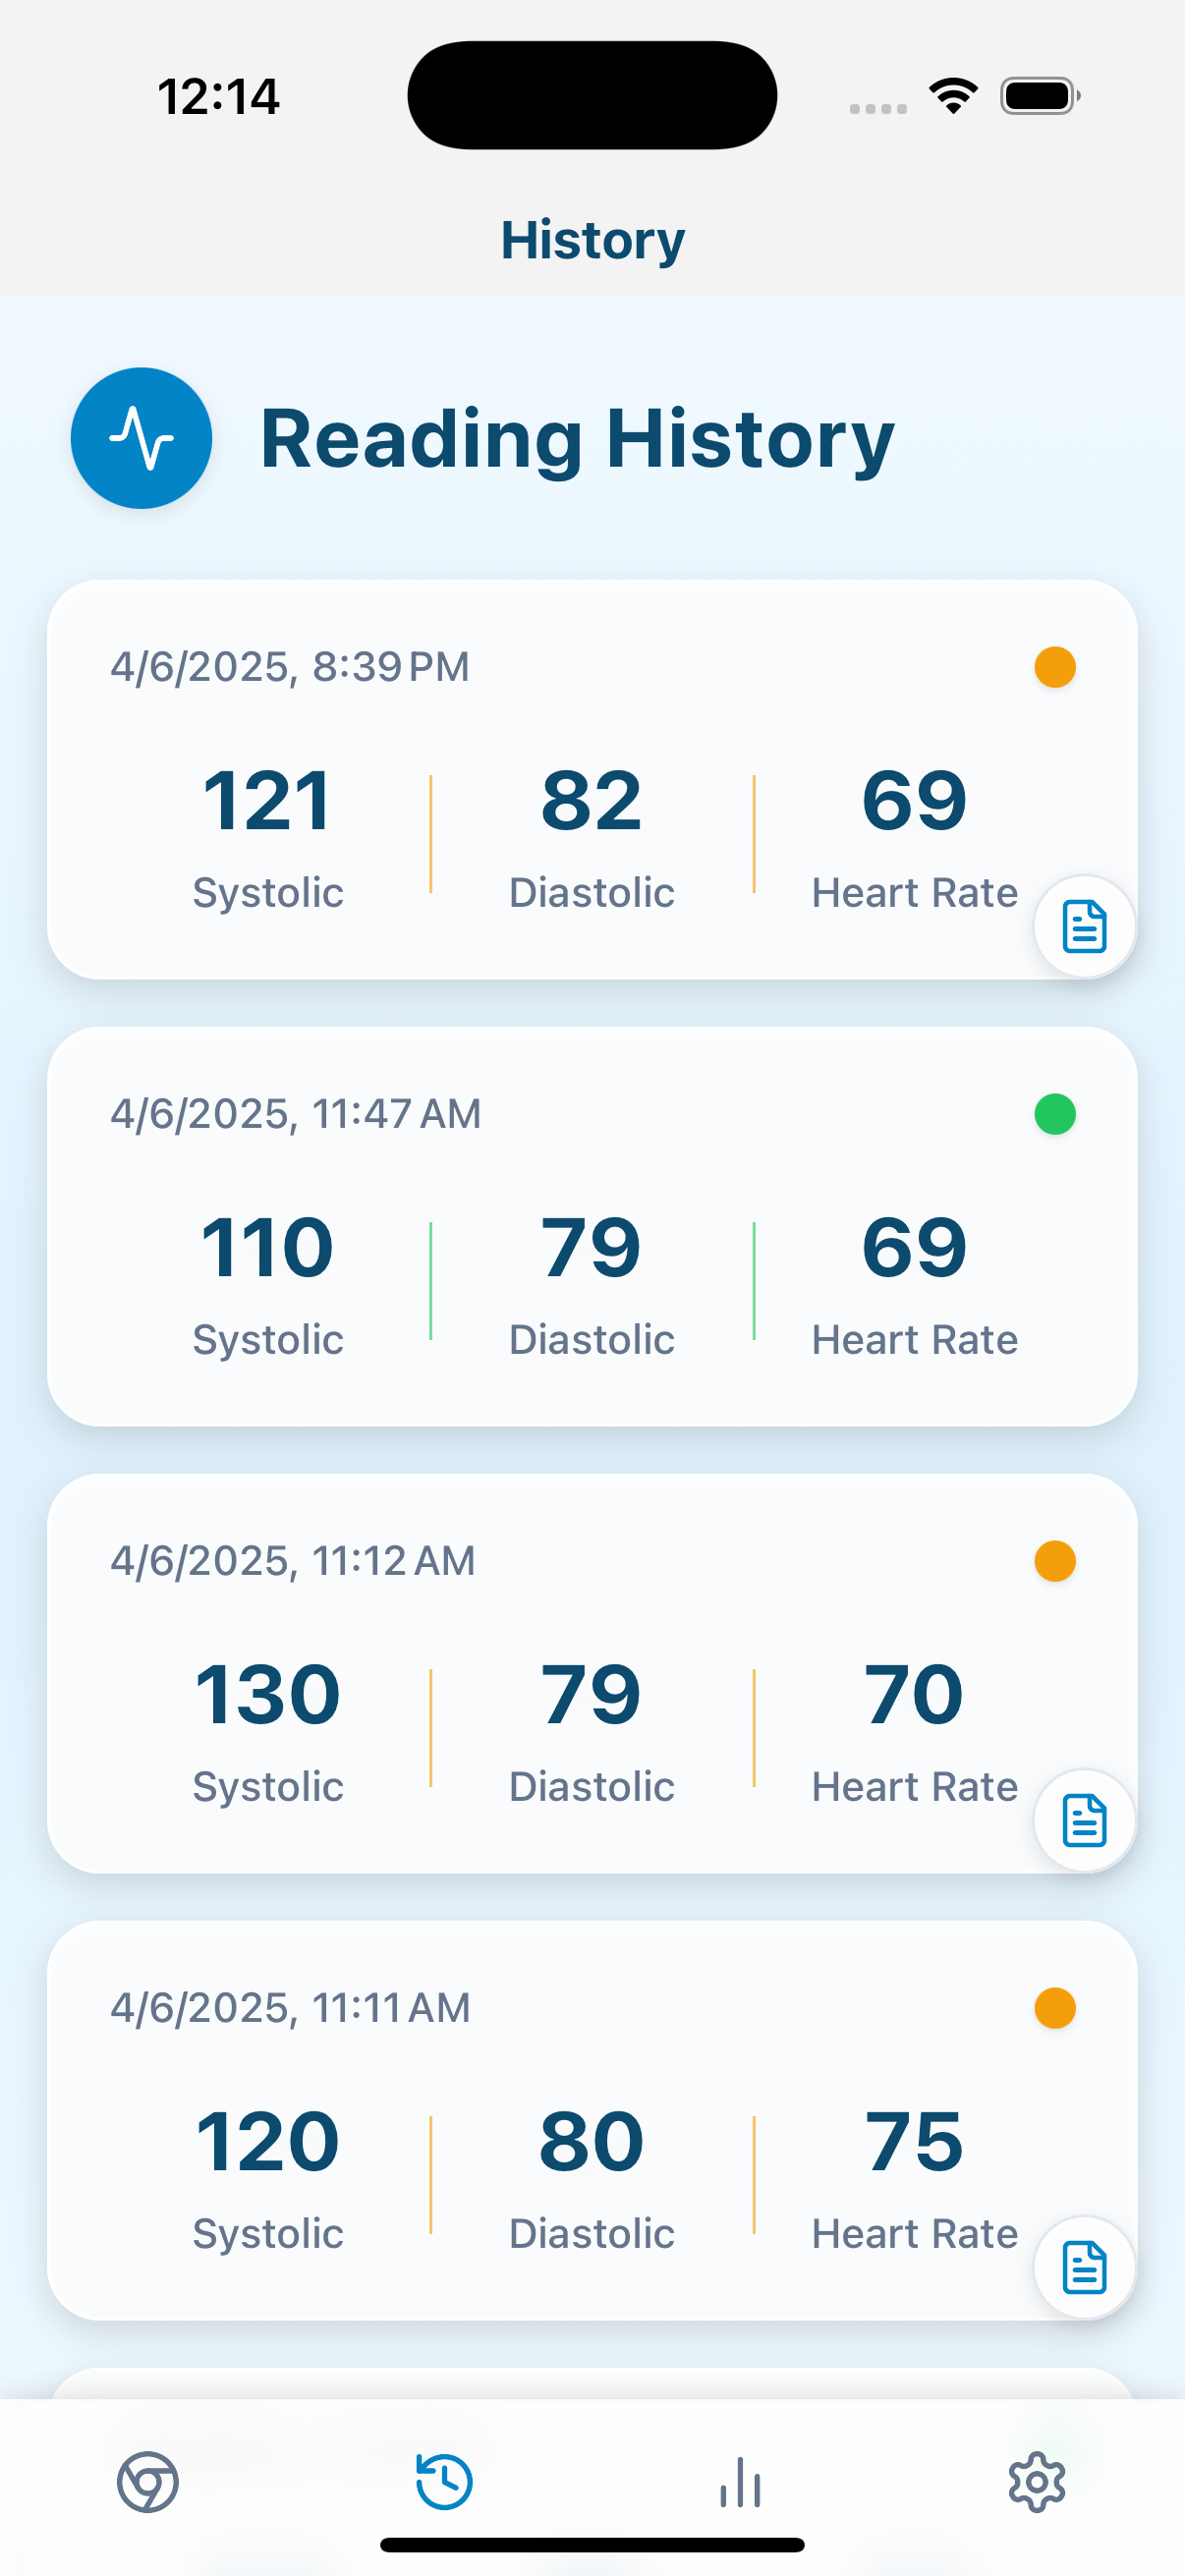 12:14
History
Reading History
4/6/2025, 8:39 PM
121 82 69
Systolic Diastolic Heart Rate
4/6/2025, 11:47 AM
110 79 69
Systolic Diastolic Heart Rate
4/6/2025, 11:12 AM
130 79 70
Systolic Diastolic Heart Rate
4/6/2025, 11:11 AM
120 80 75
Systolic Diastolic Heart Rate